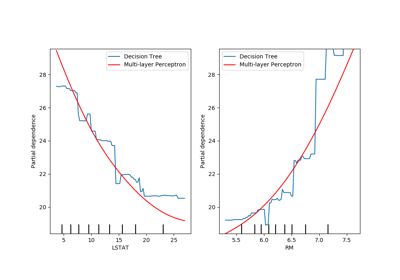 Decision Tree
Multi-layer Perceptron
Partial dependence
28
26
24
22
20
5
10
15
20
25
LSTAT
Decision Tree
Multi-layer Perceptron
Partial dependence
28
26
24
22
20
5.5
6.0
6.5
7.0
7.5
RM